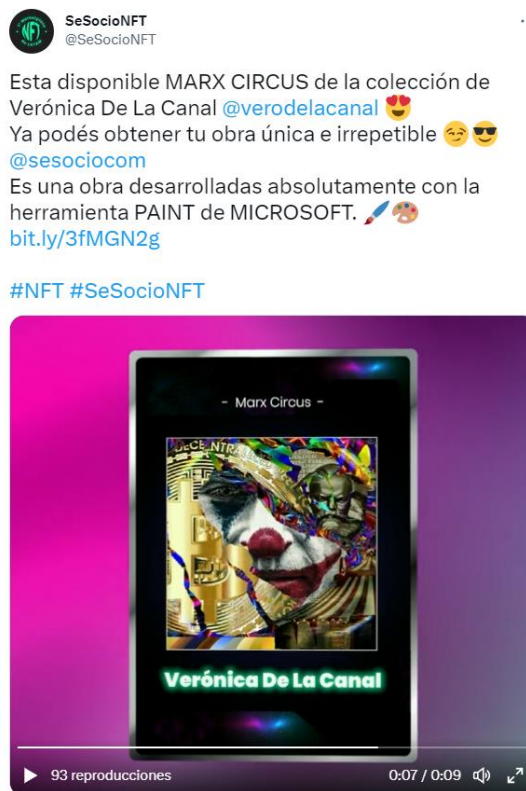 SeSocioNFT
@SeSocioNFT
Esta disponible MARX CIRCUS de la colección de
Verónica De La Canal @verodelacanal
Ya podés obtener tu obra única e irrepetible
@sesociocom
Es una obra desarrolladas absolutamente con la
herramienta PAINT de MICROSOFT.
bit.ly/3fMGN2g
#NFT #SeSocioNFT
- Marx Circus -
Verónica De La Canal
93 reproducciones
0:07 / 0:09